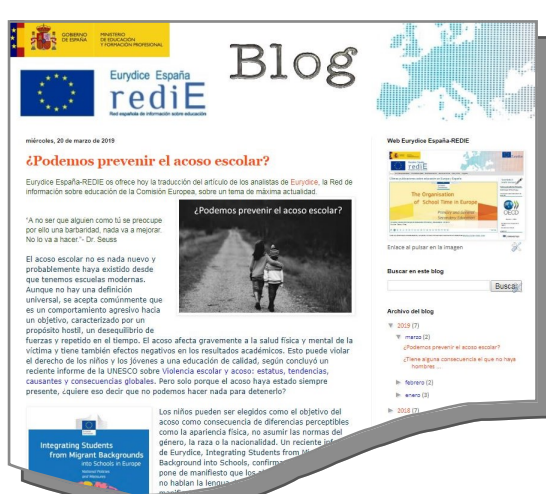 GOBIERNO
DE ESPAÑA
MINISTERIO
DE EDUCACIÓN
Y FORMACIÓN PROFESIONAL
Blog
Eurydice España
rediE
Red española de información sobre educación
miércoles, 20 de marzo de 2019
¿Podemos prevenir el acoso escolar?
Eurydice España-REDIE os ofrece hoy la traducción del artículo de los analistas de Eurydice, la Red de
información sobre educación de la Comisión Europea, sobre un tema de máxima actualidad.
“A no ser que alguien como tú se preocupe
por ello una barbaridad, nada va a mejorar.
No lo va a hacer”.- Dr. Seuss
¿Podemos prevenir el acoso escolar?
El acoso escolar no es nada nuevo y
probablemente haya existido desde
que tenemos escuelas modernas.
Aunque no hay una definición
universal, se acepta comúnmente que
es un comportamiento agresivo hacia
un objetivo, caracterizado por un
propósito hostil, un desequilibrio de
fuerzas y repetido en el tiempo. El acoso afecta gravemente a la salud física y mental de la
víctima y tiene también efectos negativos en los resultados académicos. Esto puede violar
el derecho de los niños y los jóvenes a una educación de calidad, según concluyó un
reciente informe de la UNESCO sobre Violencia escolar y acoso: estatus, tendencias,
causantes y consecuencias globales. Pero solo porque el acoso haya estado siempre
presente, ¿quiere eso decir que no podemos hacer nada para detenerlo?
Integrating Students
from Migrant Backgrounds
into Schools in Europe
National Policies
and Measures
Los niños pueden ser elegidos como el objetivo del
acoso como consecuencia de diferencias perceptibles
como la apariencia física, no asumir las normas del
género, la raza o la nacionalidad. Un reciente
de Eurydice, Integrating Students from
Background into Schools, confirma
pone de manifiesto que los
no hablan la lengua
Web Eurydice España-REDIE
rediE
The Organisation
of School Time in Europe
OECD
Enlace al pulsar en la imagen
Buscar en este blog
Buscar
Archivo del blog
▼ 2019 (7)
▼ marzo (2)
¿Podemos prevenir el acoso escolar?
¿Tiene alguna consecuencia el que no haya
hombres ...
► febrero (2)
► enero (3)
► 2018 (7)